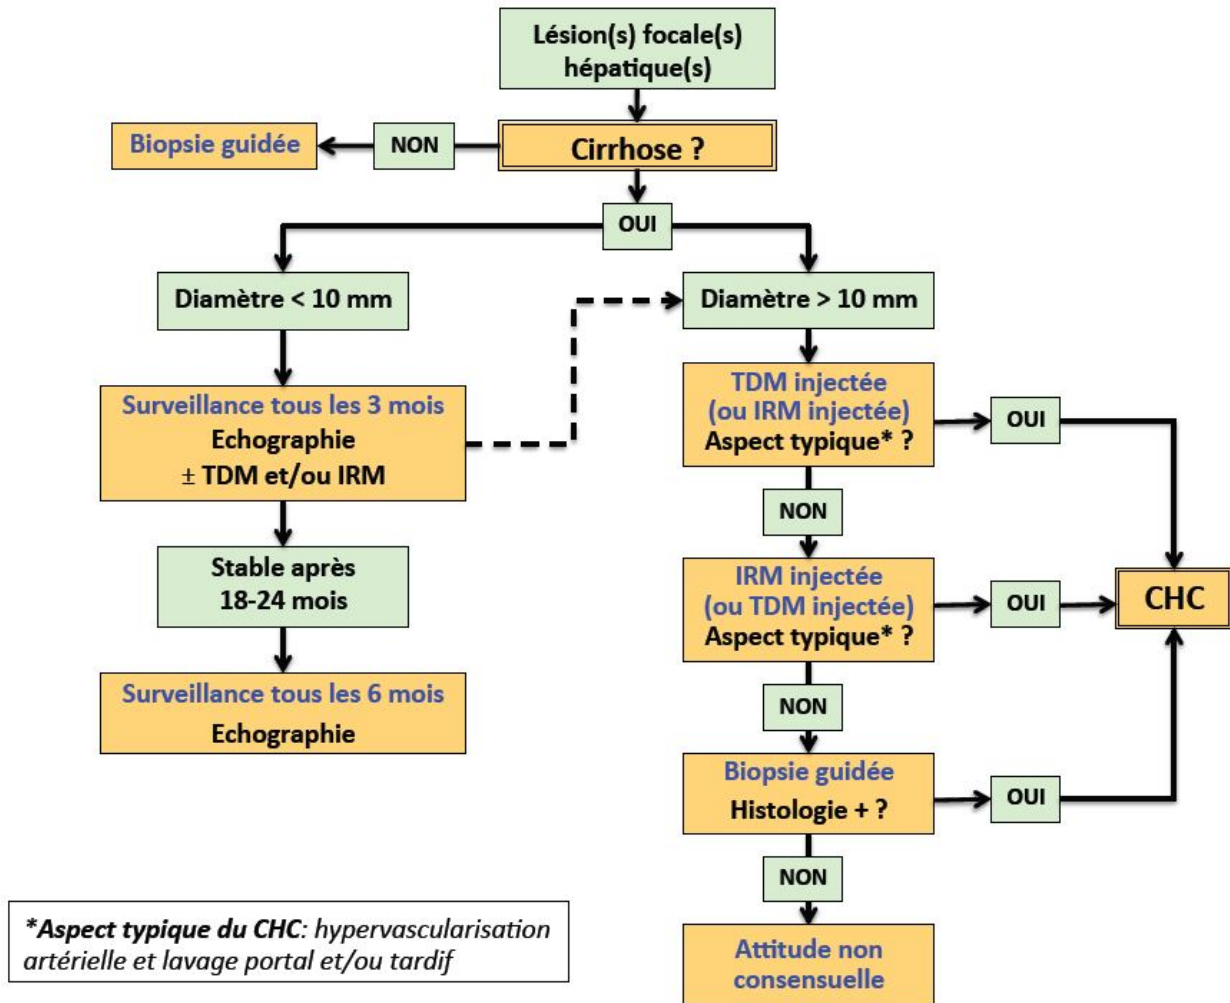 Lésion(s) focale(s)
hépatique(s)
Biopsie guidée
NON
Cirrhose ?
OUI
Diamètre < 10 mm
Diamètre > 10 mm
Surveillance tous les 3 mois
Echographie
± TDM et/ou IRM
TDM injectée
(ou IRM injectée)
Aspect typique* ?
OUI
NON
Stable après
18-24 mois
IRM injectée
(ou TDM injectée)
Aspect typique* ?
OUI
CHC
Surveillance tous les 6 mois
Echographie
NON
Biopsie guidée
Histologie + ?
OUI
NON
*Aspect typique du CHC: hypervascularisation
artérielle et lavage portal et/ou tardif
Attitude non
consensuelle